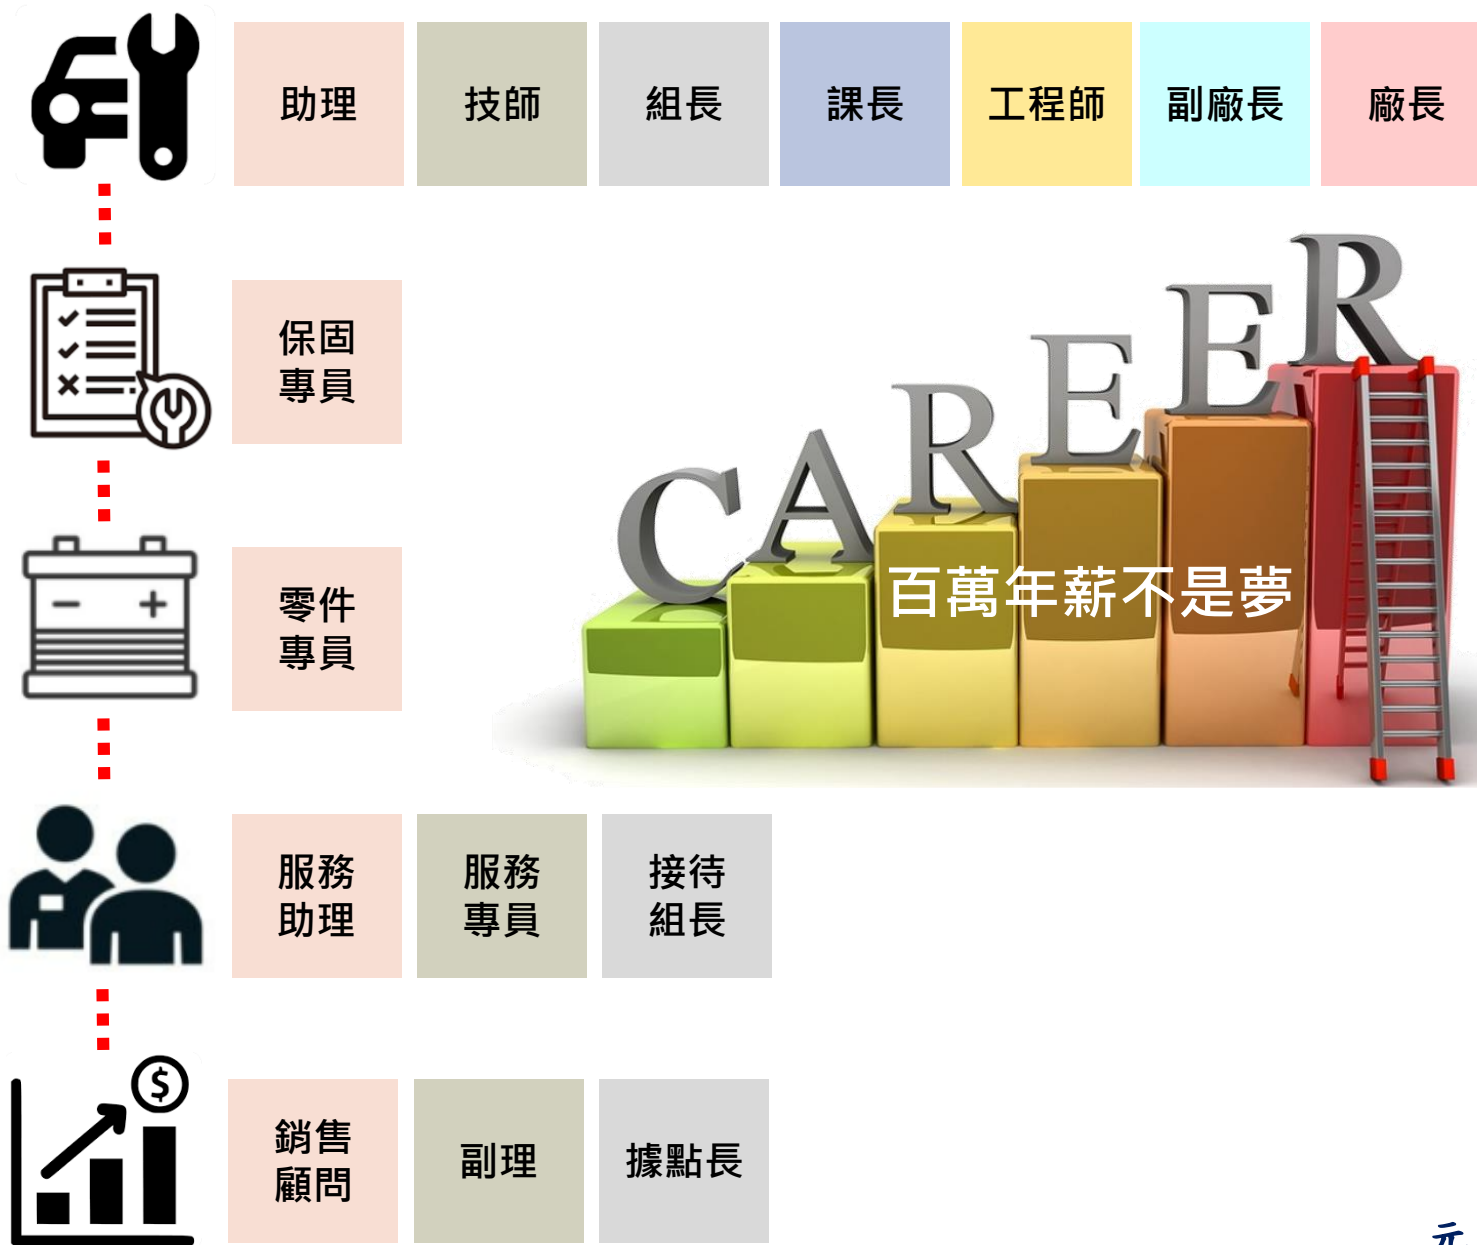 助理
技師
組長
課長
工程師
副廠長
廠長
保固
專員
CAREER
百萬年薪不是夢
零件
專員
服務
助理
服務
專員
接待
組長
$
銷售
顧問
副理
據點長